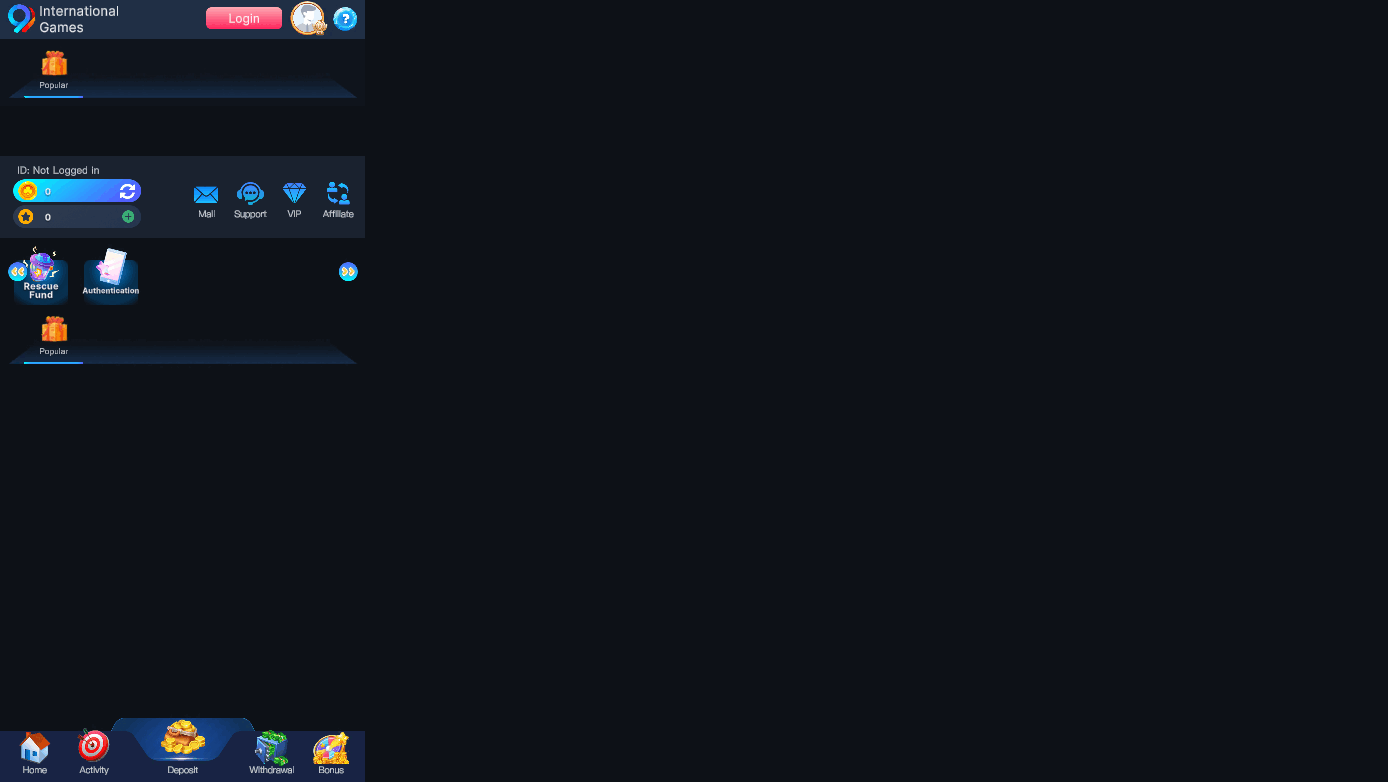 International
Games
Login
?
Popular
ID: Not Logged in
0
0
Mail
Support
VIP
Affiliate
Rescue
Fund
Authentication
Popular
Home
Activity
Deposit
Withdrawal
Bonus